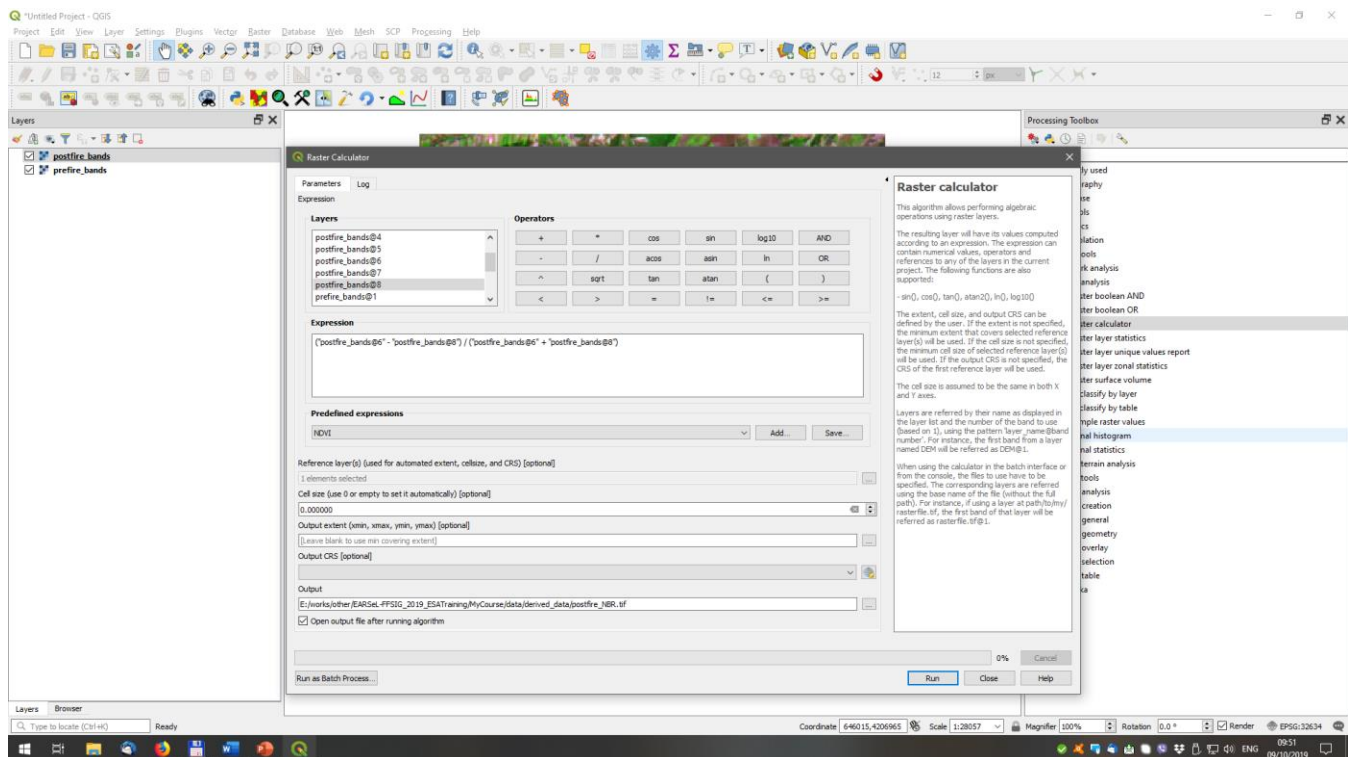 *Untitled Project - QGIS
Project Edit View Layer Settings Plugins Vector Raster Database Web Mesh SCP Processing Help
12 px
Layers
postfire_bands
prefire_bands
Layers Browser
Raster Calculator
Parameters Log
Expression
Layers
postfire_bands@4
postfire_bands@5
postfire_bands@6
postfire_bands@7
postfire_bands@8
prefire_bands@1
Operators
+ * cos sin log10 AND
- / acos asin ln OR
^ sqrt tan atan ( )
< > = != <= >=
Expression
("postfire_bands@6" - "postfire_bands@8") / ("postfire_bands@6" + "postfire_bands@8")
Predefined expressions
NDVI Add... Save...
Reference layer(s) (used for automated extent, cellsize, and CRS) [optional]
1 elements selected ...
Cell size (use 0 or empty to set it automatically) [optional]
0.000000
Output extent (xmin, xmax, ymin, ymax) [optional]
[Leave blank to use min covering extent] ...
Output CRS [optional]
Output
E:/works/other/EARSeL-FFSIG_2019_ESATraining/MyCourse/data/derived_data/postfire_NBR.tif ...
Open output file after running algorithm
0% Cancel
Run as Batch Process... Run Close Help
Raster calculator
This algorithm allows performing algebraic
operations using raster layers.
The resulting layer will have its values computed
according to an expression. The expression can
contain numerical values, operators and
references to any of the layers in the current
project. The following functions are also
supported:
- sin(), cos(), tan(), atan2(), ln(), log10()
The extent, cell size, and output CRS can be
defined by the user. If the extent is not specified,
the minimum extent that covers selected reference
layer(s) will be used. If the cell size is not specified,
the minimum cell size of selected reference layer(s)
will be used. If the output CRS is not specified, the
CRS of the first reference layer will be used.
The cell size is assumed to be the same in both X
and Y axes.
Layers are referred by their name as displayed in
the layer list and the number of the band to use
(based on 1), using the pattern 'layer_name@band
number'. For instance, the first band from a layer
named DEM will be referred as DEM@1.
When using the calculator in the batch interface or
from the console, the files to use have to be
specified. The corresponding layers are referred
using the base name of the file (without the full
path). For instance, if using a layer at path/to/my/
rasterfile.tif, the first band of that layer will be
referred as rasterfile.tif@1.
Processing Toolbox
ly used
raphy
se
ols
cs
olation
ools
rk analysis
analysis
ster boolean AND
ster boolean OR
ster calculator
ster layer statistics
ster layer unique values report
ster layer zonal statistics
ster surface volume
classify by layer
classify by table
mple raster values
nal histogram
nal statistics
terrain analysis
tools
analysis
creation
general
geometry
overlay
selection
table
Type to locate (Ctrl+K) Ready Coordinate 646015,4206965 Scale 1:28057 Magnifier 100% Rotation 0.0 ° Render EPSG:32634
ENG 09:51
09/10/2019